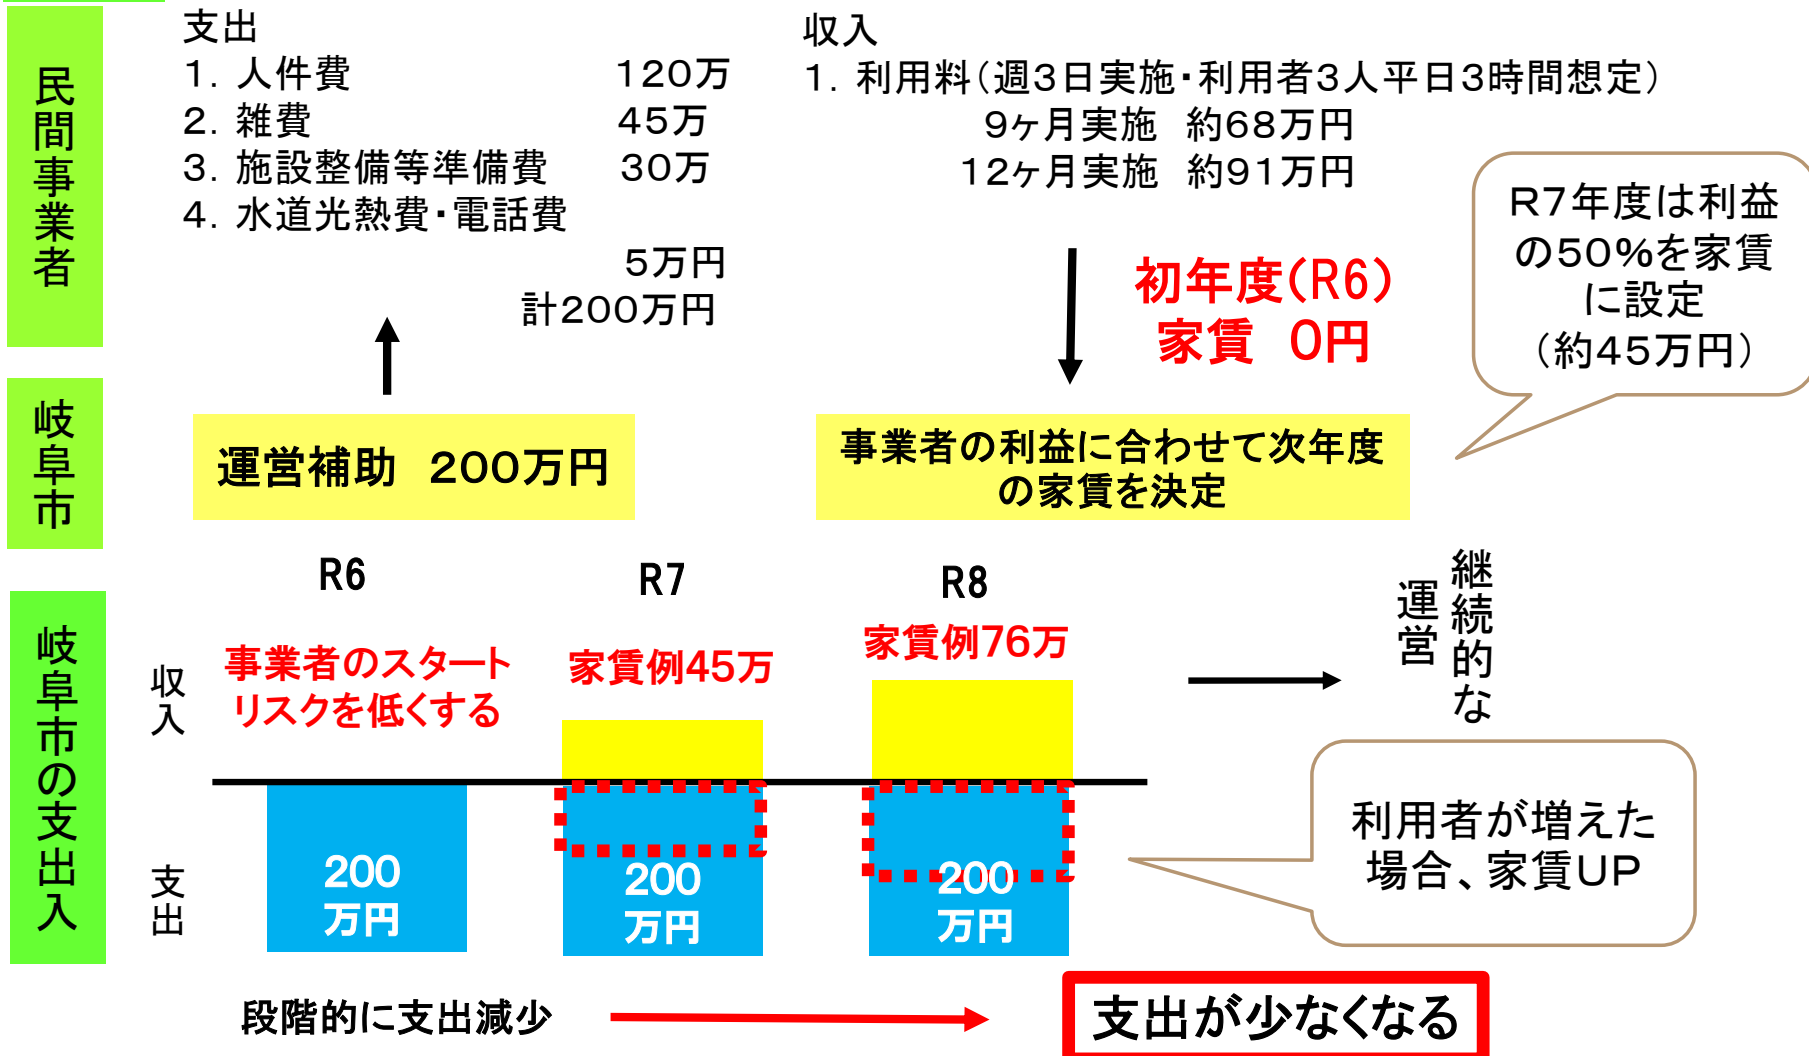 民間事業者
支出
1. 人件費 120万
2. 雑費 45万
3. 施設整備等準備費 30万
4. 水道光熱費・電話費
5万円
計200万円
収入
1. 利用料(週3日実施・利用者3人平日3時間想定)
9ヶ月実施 約68万円
12ヶ月実施 約91万円
初年度(R6)
家賃 0円
R7年度は利益
の50%を家賃
に設定
(約45万円)
岐阜市
運営補助 200万円
事業者の利益に合わせて次年度
の家賃を決定
岐阜市の支出入
収入
支出
R6
R7
R8
事業者のスタート
リスクを低くする
家賃例45万
家賃例76万
200
万円
200
万円
200
万円
継続的な
運営
利用者が増えた
場合、家賃UP
段階的に支出減少
支出が少なくなる